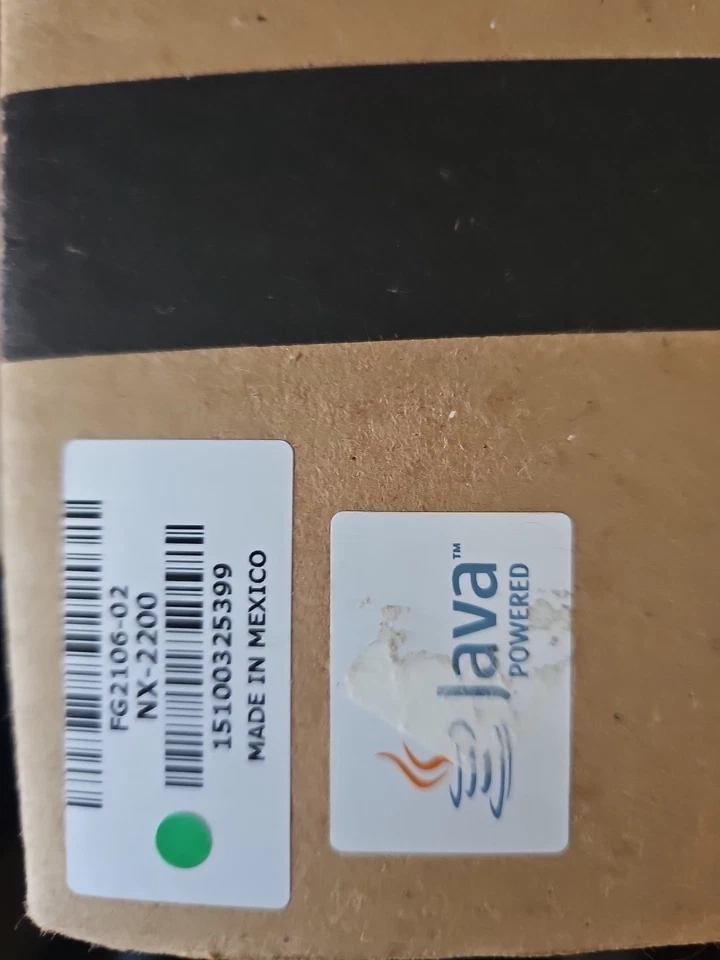 FG2106-02
NX-2200
15100325399
MADE IN MEXICO
Java™
POWERED